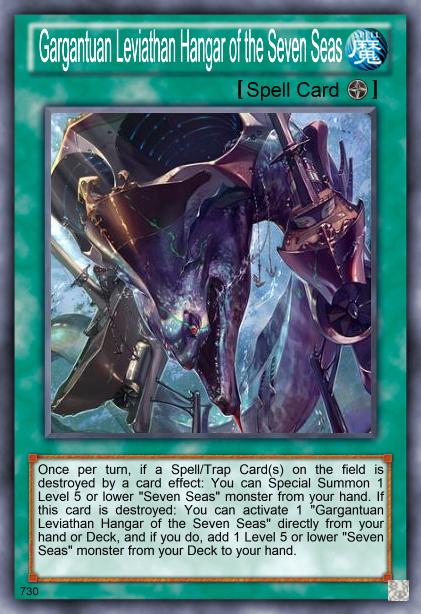 Gargantuan Leviathan Hangar of the Seven Seas
SPELL
魔
[Spell Card]
Once per turn, if a Spell/Trap Card(s) on the field is
destroyed by a card effect: You can Special Summon 1
Level 5 or lower "Seven Seas" monster from your hand. If
this card is destroyed: You can activate 1 "Gargantuan
Leviathan Hangar of the Seven Seas" directly from your
hand or Deck, and if you do, add 1 Level 5 or lower "Seven
Seas" monster from your Deck to your hand.
730